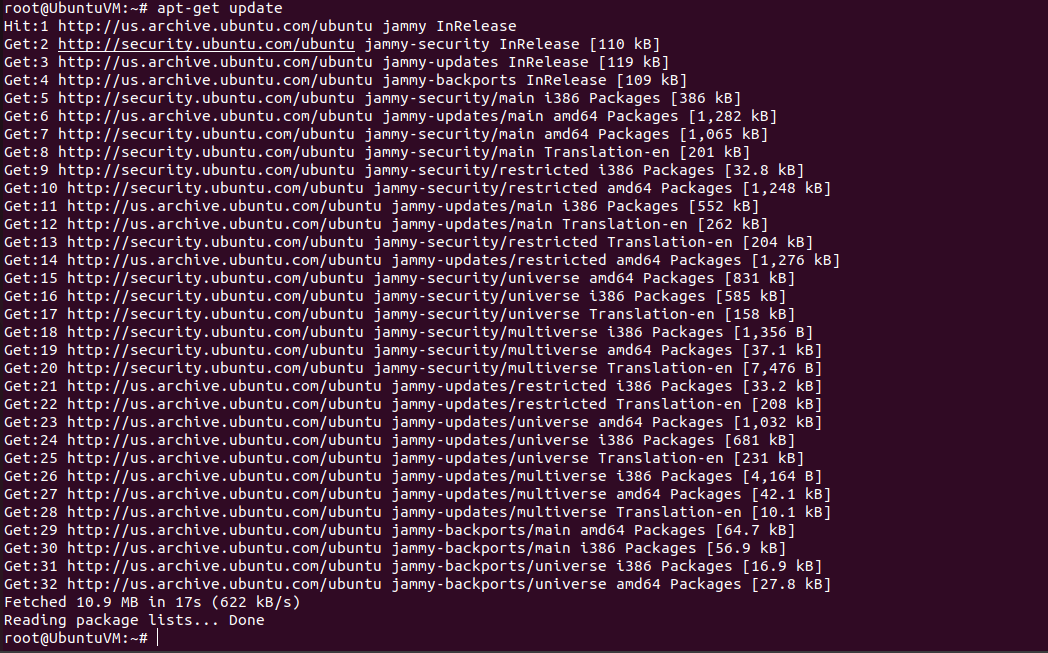 root@UbuntuVM:~# apt-get update
Hit:1 http://us.archive.ubuntu.com/ubuntu jammy InRelease
Get:2 http://security.ubuntu.com/ubuntu jammy-security InRelease [110 kB]
Get:3 http://us.archive.ubuntu.com/ubuntu jammy-updates InRelease [119 kB]
Get:4 http://us.archive.ubuntu.com/ubuntu jammy-backports InRelease [109 kB]
Get:5 http://security.ubuntu.com/ubuntu jammy-security/main i386 Packages [386 kB]
Get:6 http://us.archive.ubuntu.com/ubuntu jammy-updates/main amd64 Packages [1,282 kB]
Get:7 http://security.ubuntu.com/ubuntu jammy-security/main amd64 Packages [1,065 kB]
Get:8 http://security.ubuntu.com/ubuntu jammy-security/main Translation-en [201 kB]
Get:9 http://security.ubuntu.com/ubuntu jammy-security/restricted i386 Packages [32.8 kB]
Get:10 http://security.ubuntu.com/ubuntu jammy-security/restricted amd64 Packages [1,248 kB]
Get:11 http://us.archive.ubuntu.com/ubuntu jammy-updates/main i386 Packages [552 kB]
Get:12 http://us.archive.ubuntu.com/ubuntu jammy-updates/main Translation-en [262 kB]
Get:13 http://security.ubuntu.com/ubuntu jammy-security/restricted Translation-en [204 kB]
Get:14 http://us.archive.ubuntu.com/ubuntu jammy-updates/restricted amd64 Packages [1,276 kB]
Get:15 http://security.ubuntu.com/ubuntu jammy-security/universe amd64 Packages [831 kB]
Get:16 http://security.ubuntu.com/ubuntu jammy-security/universe i386 Packages [585 kB]
Get:17 http://security.ubuntu.com/ubuntu jammy-security/universe Translation-en [158 kB]
Get:18 http://security.ubuntu.com/ubuntu jammy-security/multiverse i386 Packages [1,356 B]
Get:19 http://security.ubuntu.com/ubuntu jammy-security/multiverse amd64 Packages [37.1 kB]
Get:20 http://security.ubuntu.com/ubuntu jammy-security/multiverse Translation-en [7,476 B]
Get:21 http://us.archive.ubuntu.com/ubuntu jammy-updates/restricted i386 Packages [33.2 kB]
Get:22 http://us.archive.ubuntu.com/ubuntu jammy-updates/restricted Translation-en [208 kB]
Get:23 http://us.archive.ubuntu.com/ubuntu jammy-updates/universe amd64 Packages [1,032 kB]
Get:24 http://us.archive.ubuntu.com/ubuntu jammy-updates/universe i386 Packages [681 kB]
Get:25 http://us.archive.ubuntu.com/ubuntu jammy-updates/universe Translation-en [231 kB]
Get:26 http://us.archive.ubuntu.com/ubuntu jammy-updates/multiverse i386 Packages [4,164 B]
Get:27 http://us.archive.ubuntu.com/ubuntu jammy-updates/multiverse amd64 Packages [42.1 kB]
Get:28 http://us.archive.ubuntu.com/ubuntu jammy-updates/multiverse Translation-en [10.1 kB]
Get:29 http://us.archive.ubuntu.com/ubuntu jammy-backports/main amd64 Packages [64.7 kB]
Get:30 http://us.archive.ubuntu.com/ubuntu jammy-backports/main i386 Packages [56.9 kB]
Get:31 http://us.archive.ubuntu.com/ubuntu jammy-backports/universe i386 Packages [16.9 kB]
Get:32 http://us.archive.ubuntu.com/ubuntu jammy-backports/universe amd64 Packages [27.8 kB]
Fetched 10.9 MB in 17s (622 kB/s)
Reading package lists... Done
root@UbuntuVM:~#